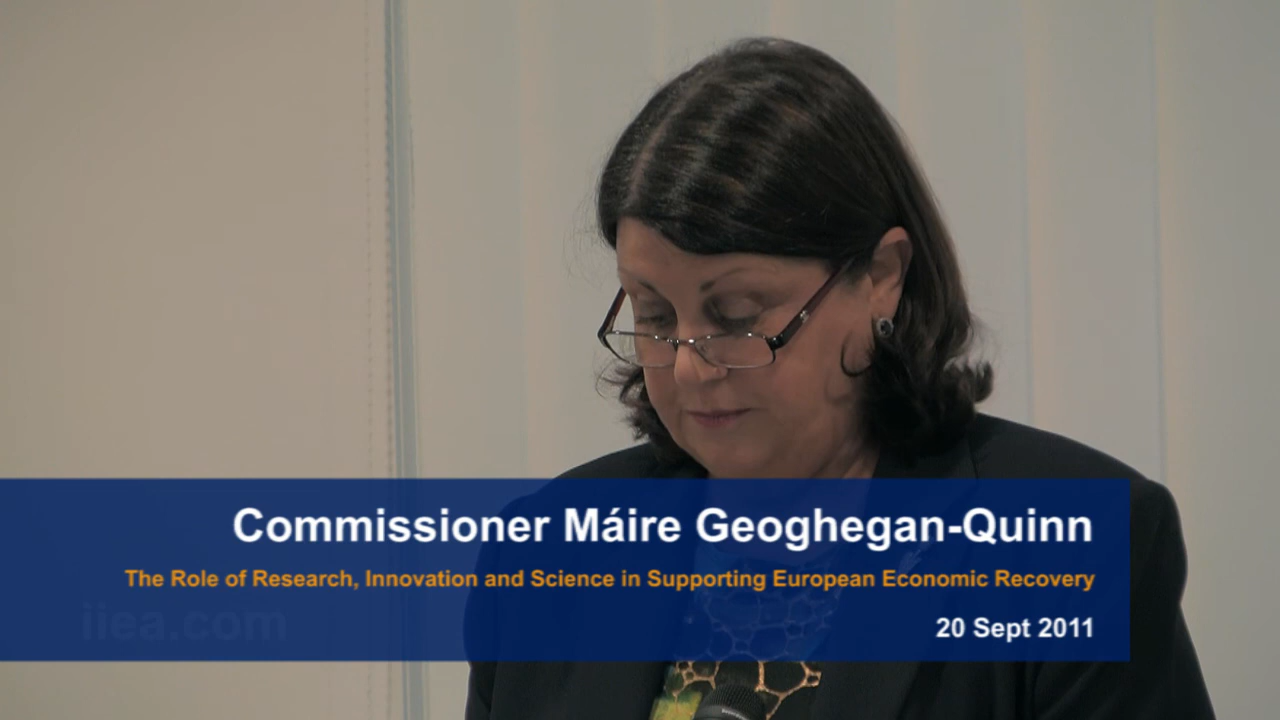 Commissioner Máire Geoghegan-Quinn
The Role of Research, Innovation and Science in Supporting European Economic Recovery
iiea.com
20 Sept 2011